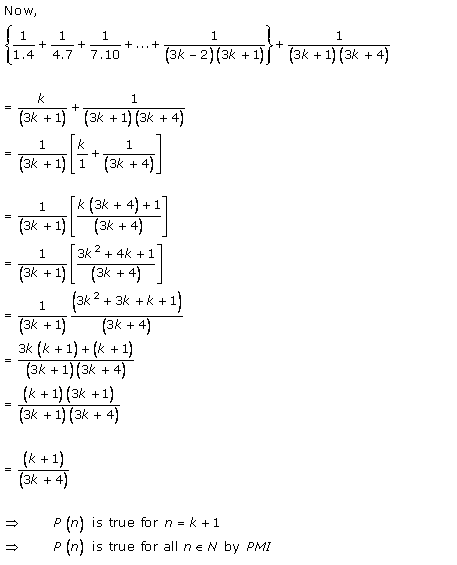 Now,
{1/1.4 + 1/4.7 + 1/7.10 + ... + 1/((3k − 2)(3k + 1))} + 1/((3k + 1)(3k + 4))
= k/(3k + 1) + 1/((3k + 1)(3k + 4))
= 1/(3k + 1) [k/1 + 1/(3k + 4)]
= 1/(3k + 1) [(k(3k + 4) + 1)/(3k + 4)]
= 1/(3k + 1) [(3k² + 4k + 1)/(3k + 4)]
= 1/(3k + 1) (3k² + 3k + k + 1)/(3k + 4)
= (3k(k + 1) + (k + 1))/((3k + 1)(3k + 4))
= ((k + 1)(3k + 1))/((3k + 1)(3k + 4))
= (k + 1)/(3k + 4)
⇒ P(n) is true for n = k + 1
⇒ P(n) is true for all n ∈ N by PMI